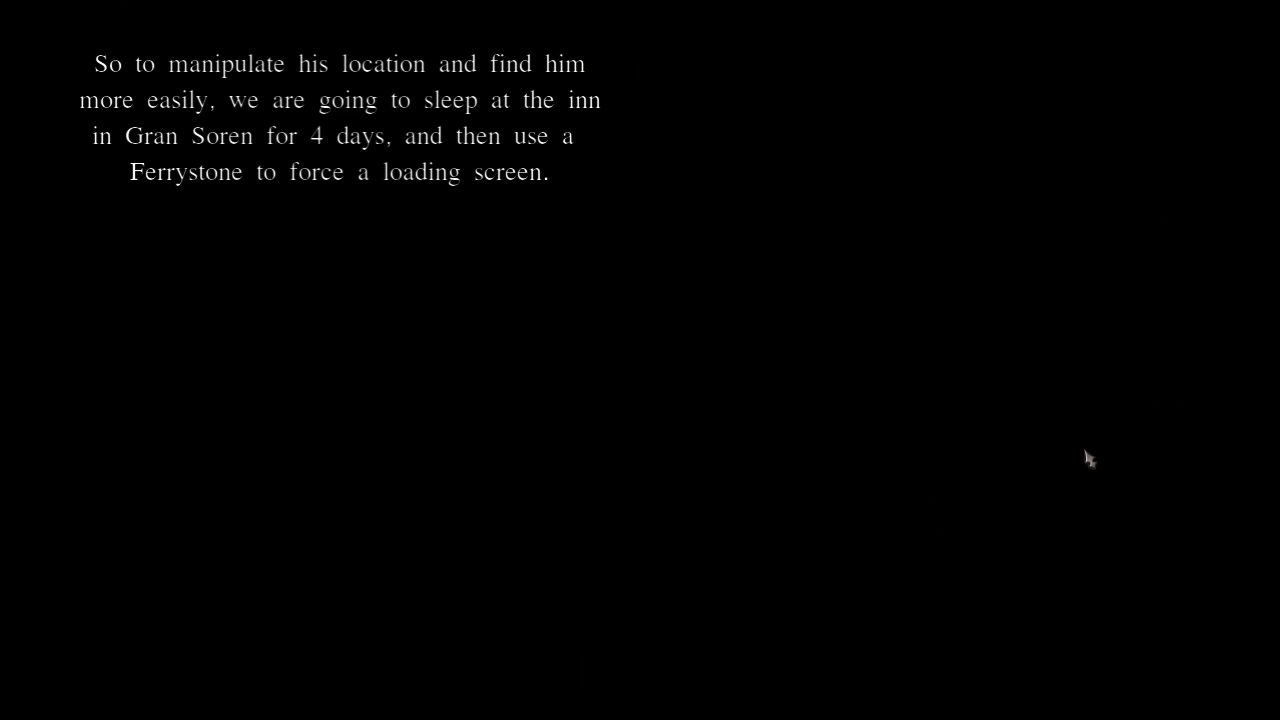 So to manipulate his location and find him
more easily, we are going to sleep at the inn
in Gran Soren for 4 days, and then use a
Ferrystone to force a loading screen.